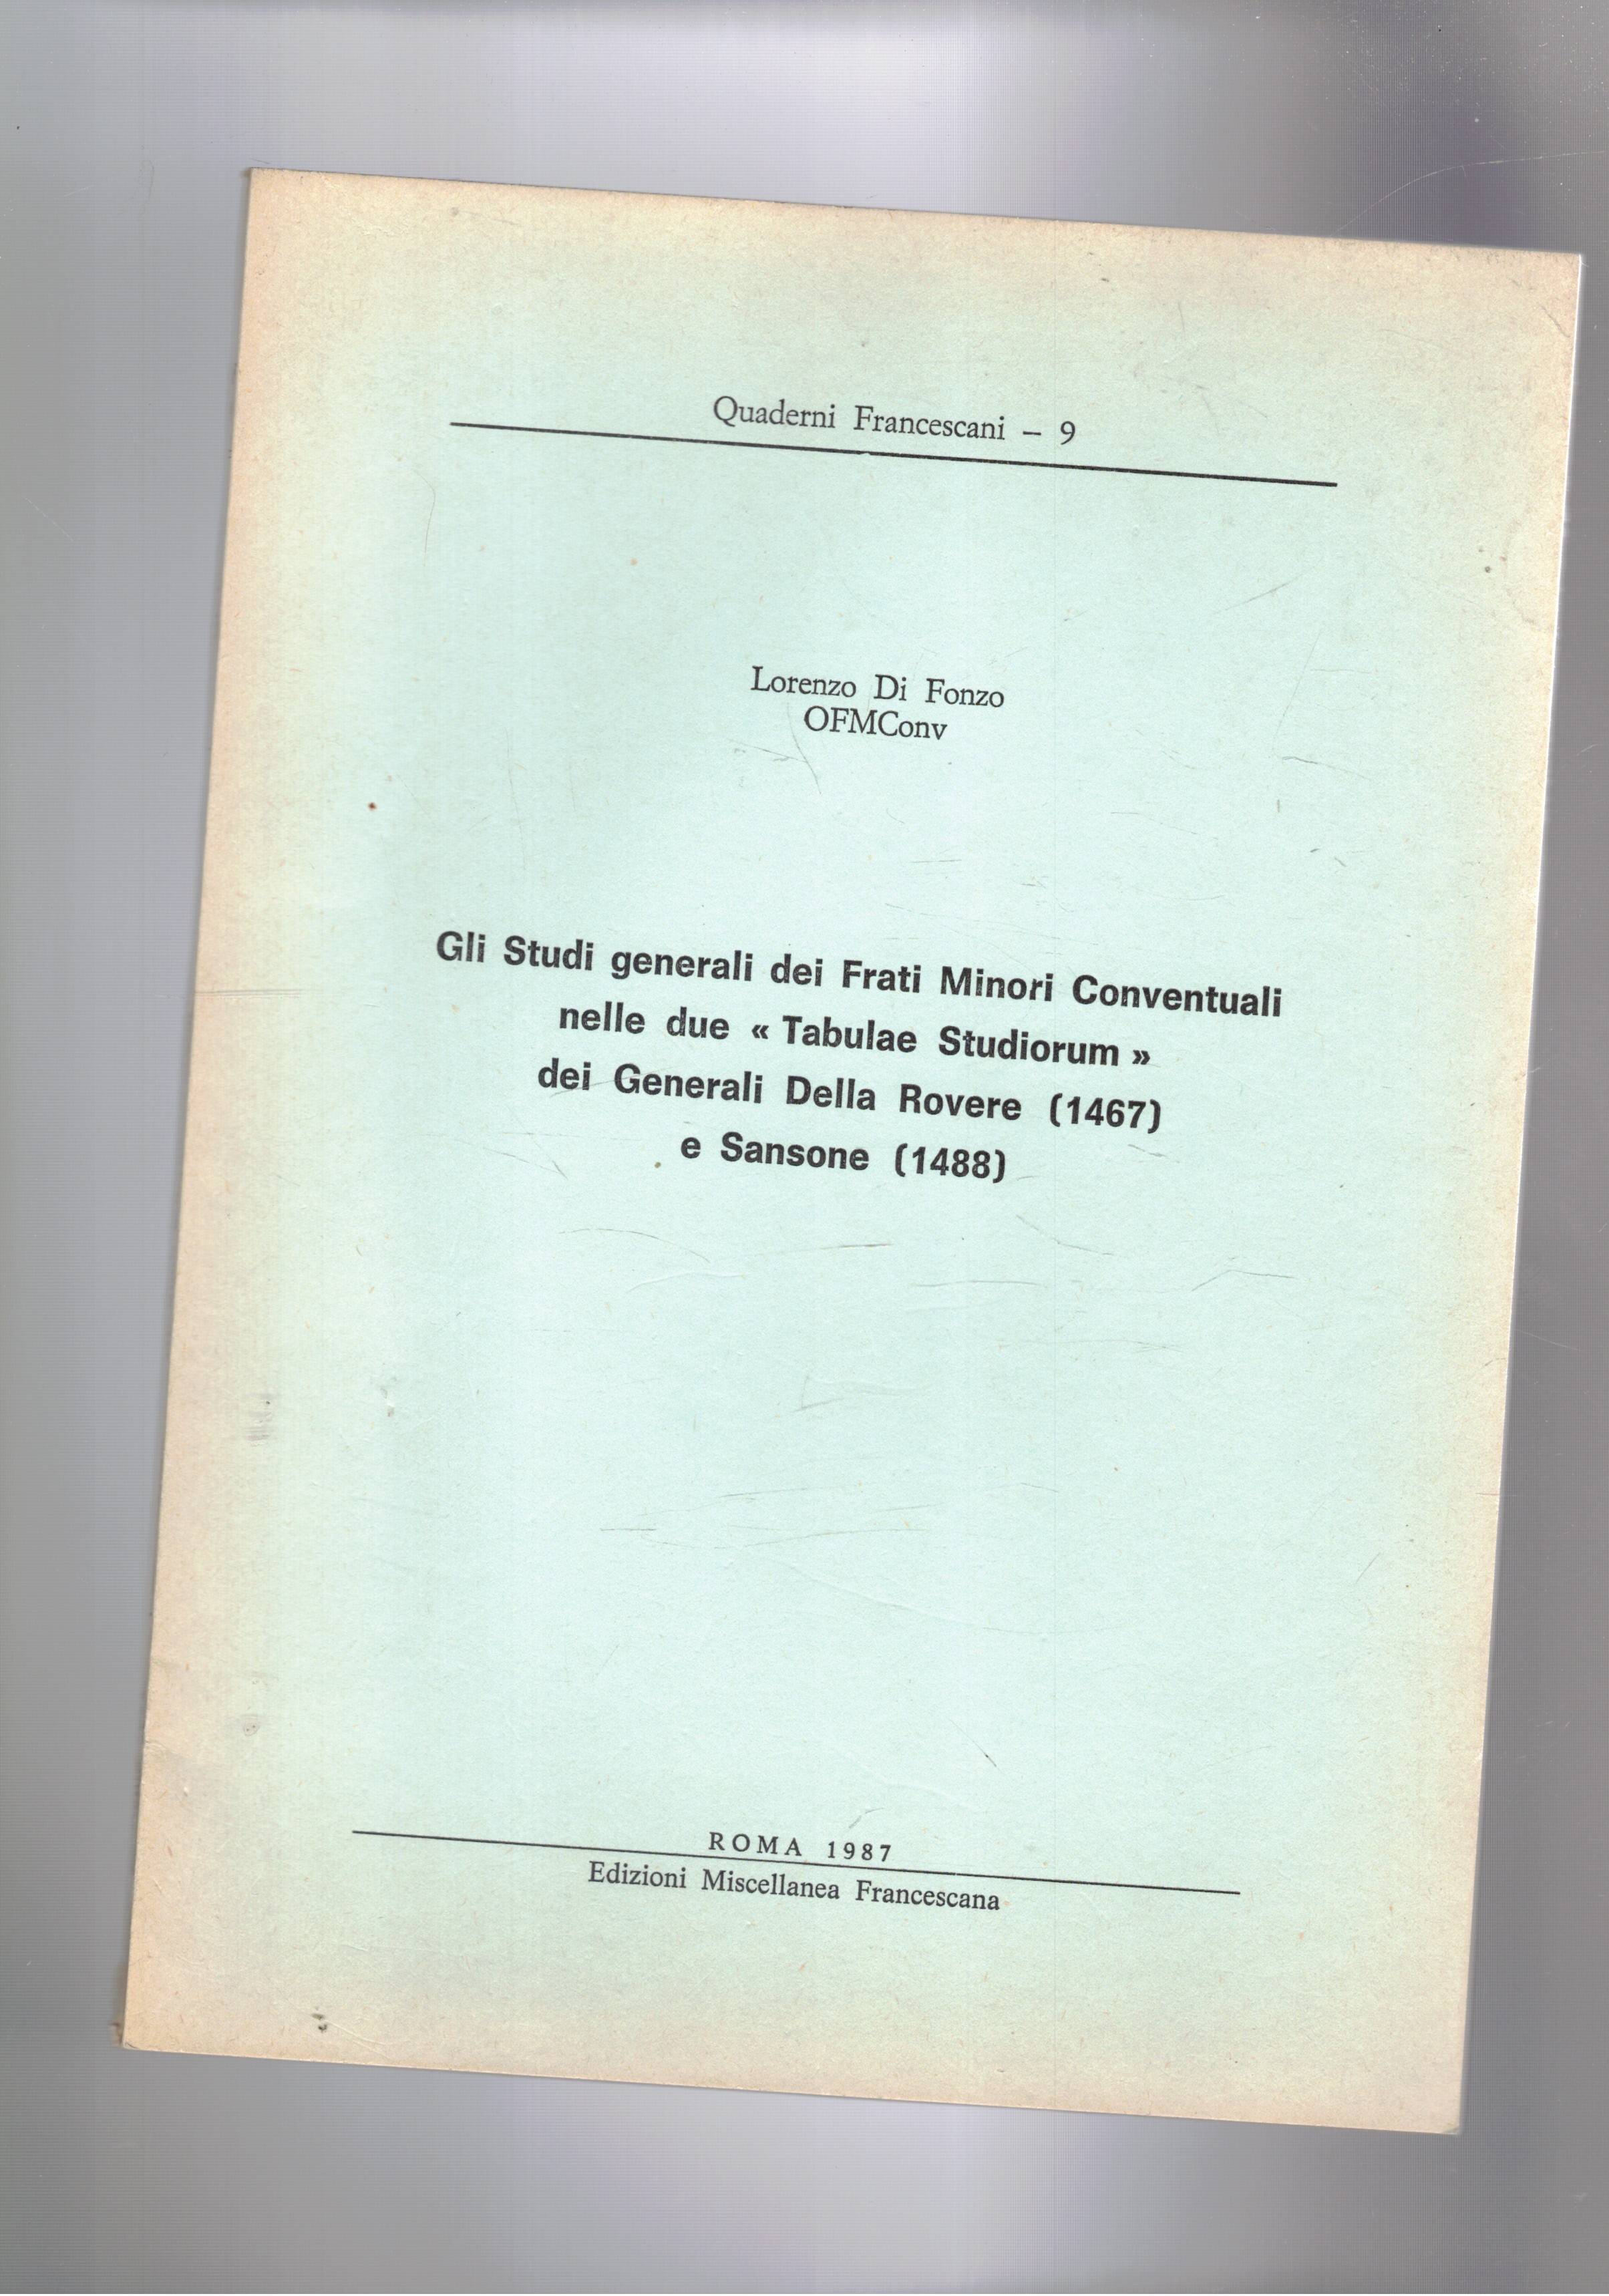 Quaderni Francescani – 9
Lorenzo Di Fonzo
OFMConv
Gli Studi generali dei Frati Minori Conventuali
nelle due « Tabulae Studiorum »
dei Generali Della Rovere (1467)
e Sansone (1488)
ROMA 1987
Edizioni Miscellanea Francescana